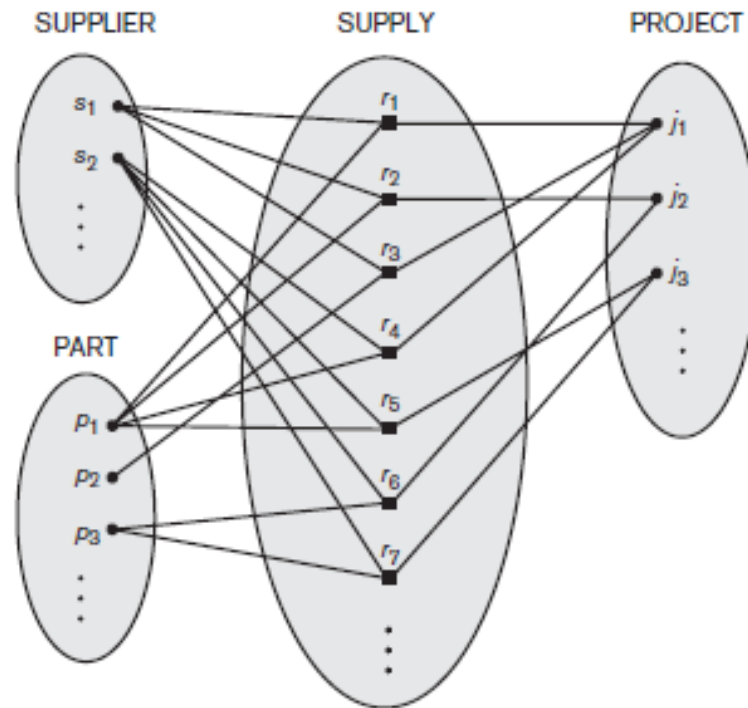 SUPPLIER
s1
s2
PART
p1
p2
p3
SUPPLY
r1
r2
r3
r4
r5
r6
r7
PROJECT
j1
j2
j3